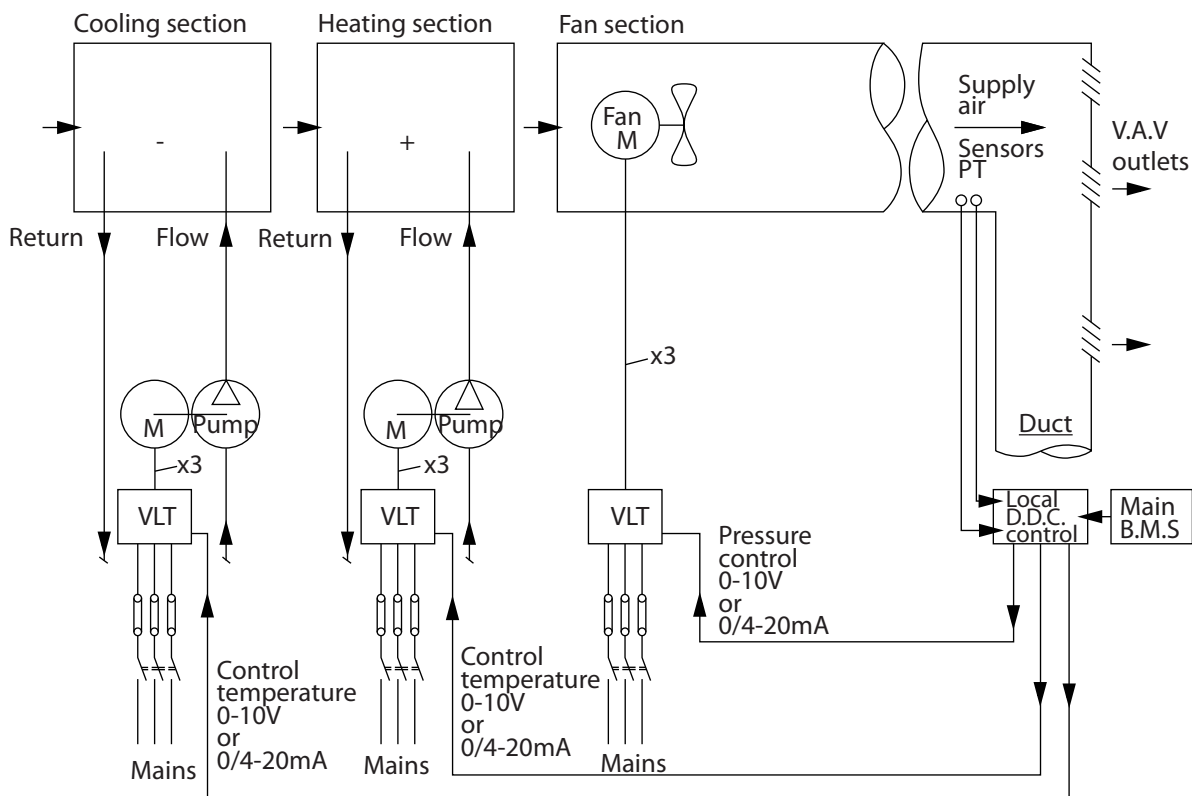 Cooling section
Heating section
Fan section
-
+
Fan
M
Supply
air
Sensors
PT
V.A.V
outlets
Return
Flow
Return
Flow
x3
M
Pump
M
Pump
Duct
x3
x3
VLT
VLT
VLT
Local
D.D.C.
control
Main
B.M.S
Pressure
control
0-10V
or
0/4-20mA
Control
temperature
0-10V
or
0/4-20mA
Control
temperature
0-10V
or
0/4-20mA
Mains
Mains
Mains